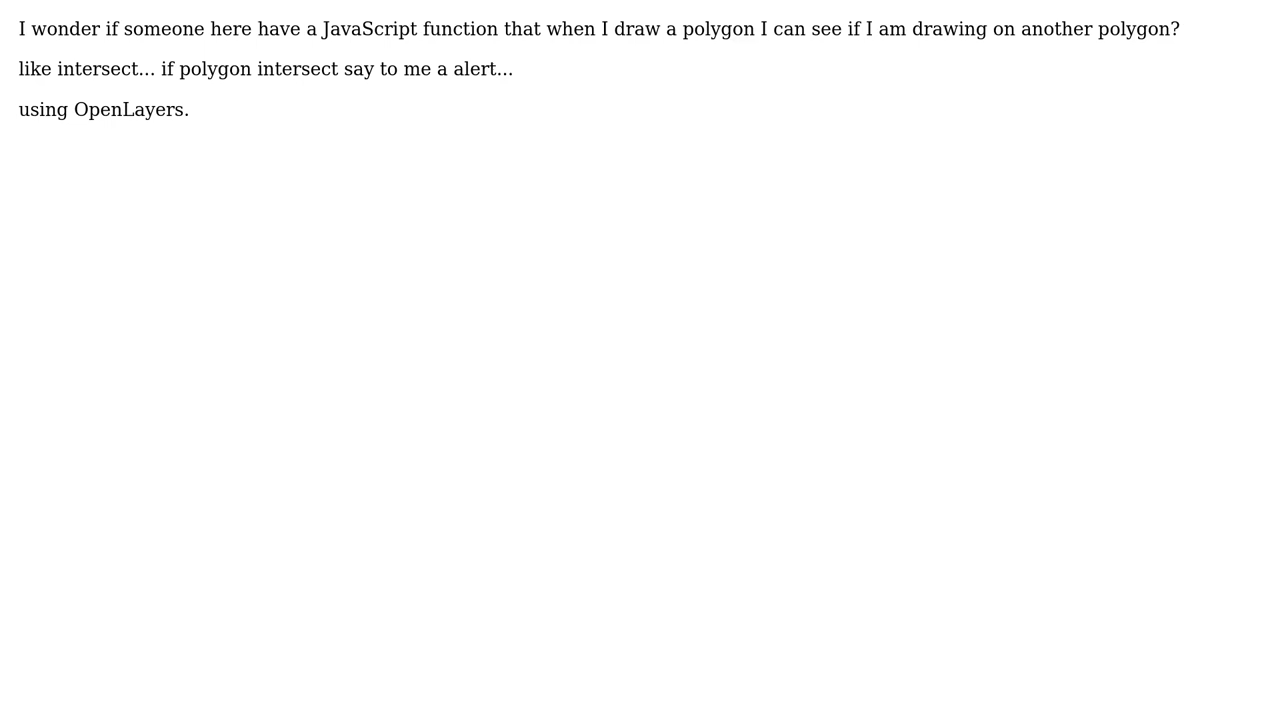 I wonder if someone here have a JavaScript function that when I draw a polygon I can see if I am drawing on another polygon?
like intersect... if polygon intersect say to me a alert...
using OpenLayers.